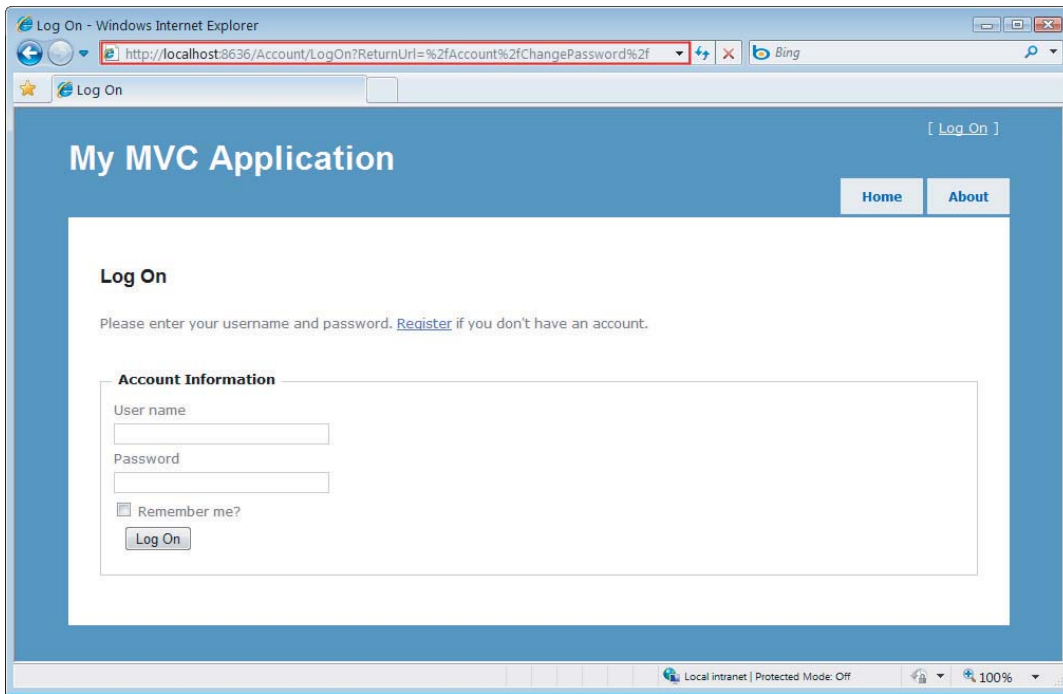 Log On - Windows Internet Explorer
http://localhost:8636/Account/LogOn?ReturnUrl=%2fAccount%2fChangePassword%2f
Bing
Log On
[ Log On ]
My MVC Application
Home
About
Log On
Please enter your username and password. Register if you don't have an account.
Account Information
User name
Password
Remember me?
Log On
Local intranet | Protected Mode: Off
100%